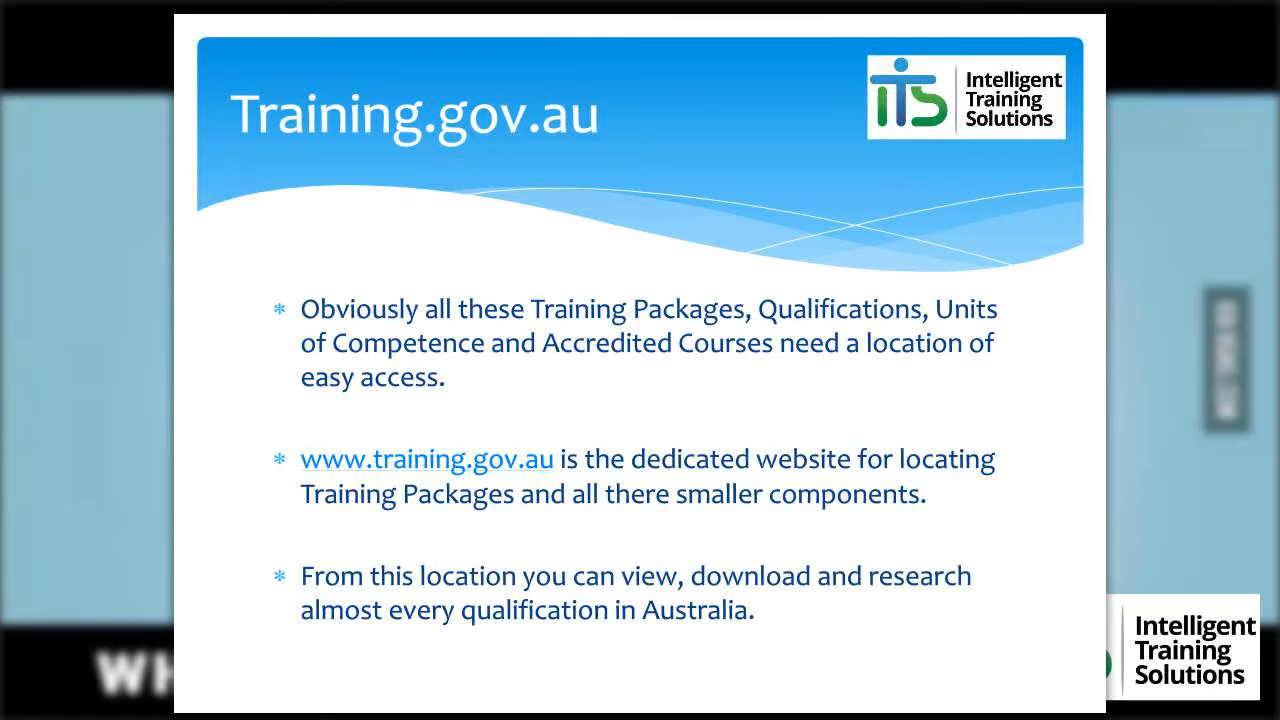 Training.gov.au
iTS
Intelligent
Training
Solutions
Obviously all these Training Packages, Qualifications, Units
of Competence and Accredited Courses need a location of
easy access.
www.training.gov.au is the dedicated website for locating
Training Packages and all there smaller components.
From this location you can view, download and research
almost every qualification in Australia.
Intelligent
Training
Solutions
WH